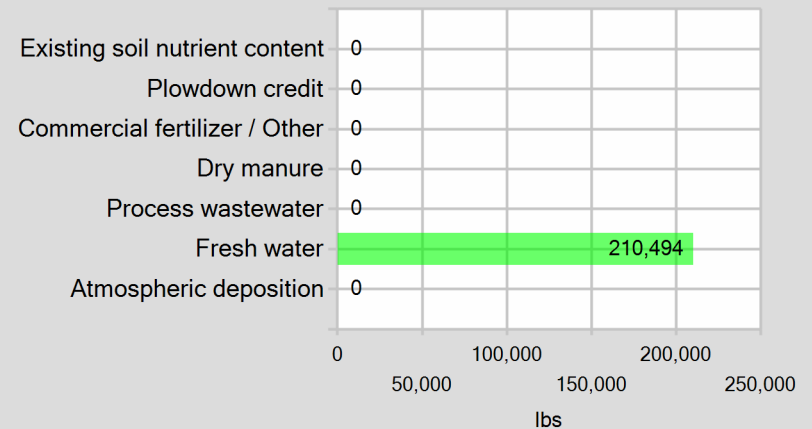 Existing soil nutrient content 0
Plowdown credit 0
Commercial fertilizer / Other 0
Dry manure 0
Process wastewater 0
Fresh water 210,494
Atmospheric deposition 0
0 100,000 200,000
50,000 150,000 250,000
lbs